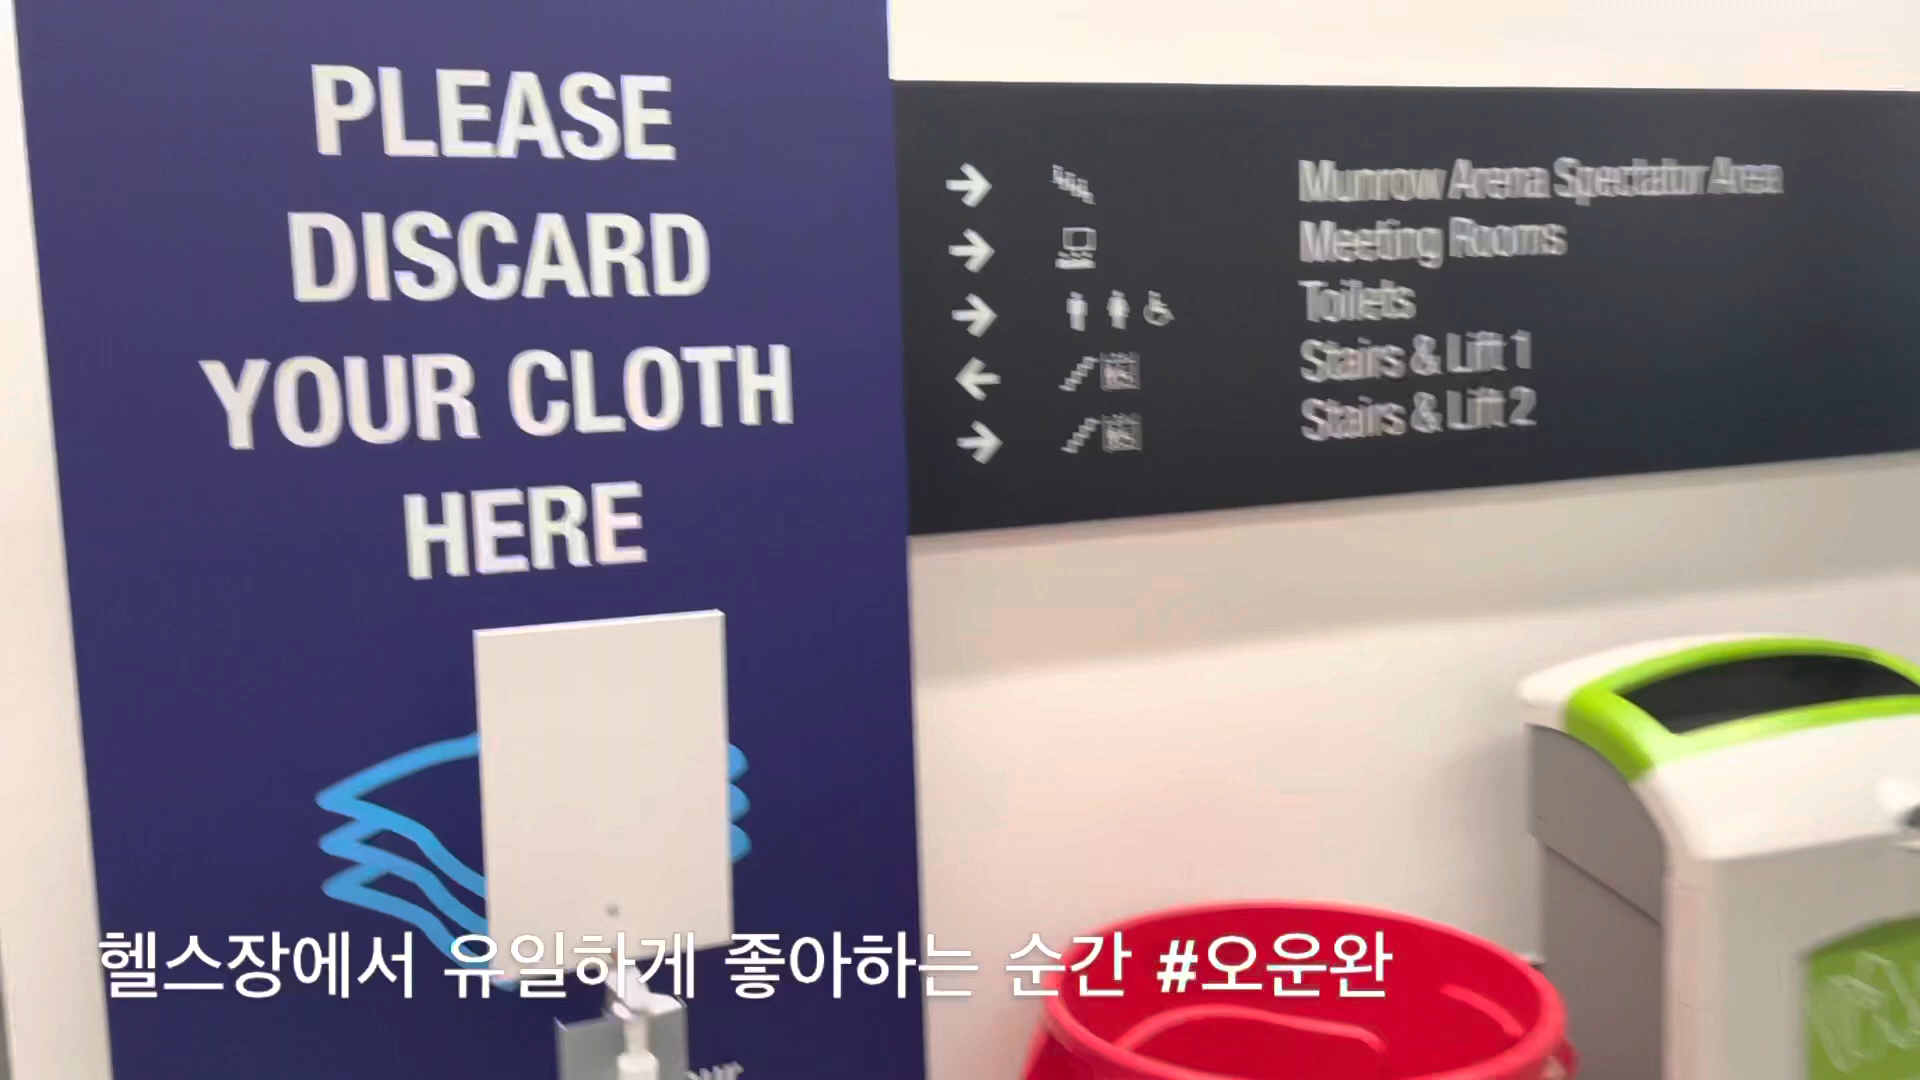 PLEASE
DISCARD
YOUR CLOTH
HERE
Munrow Arena Spectator Area
Meeting Rooms
Toilets
Stairs & Lift 1
Stairs & Lift 2
헬스장에서 유일하게 좋아하는 순간 #오운완